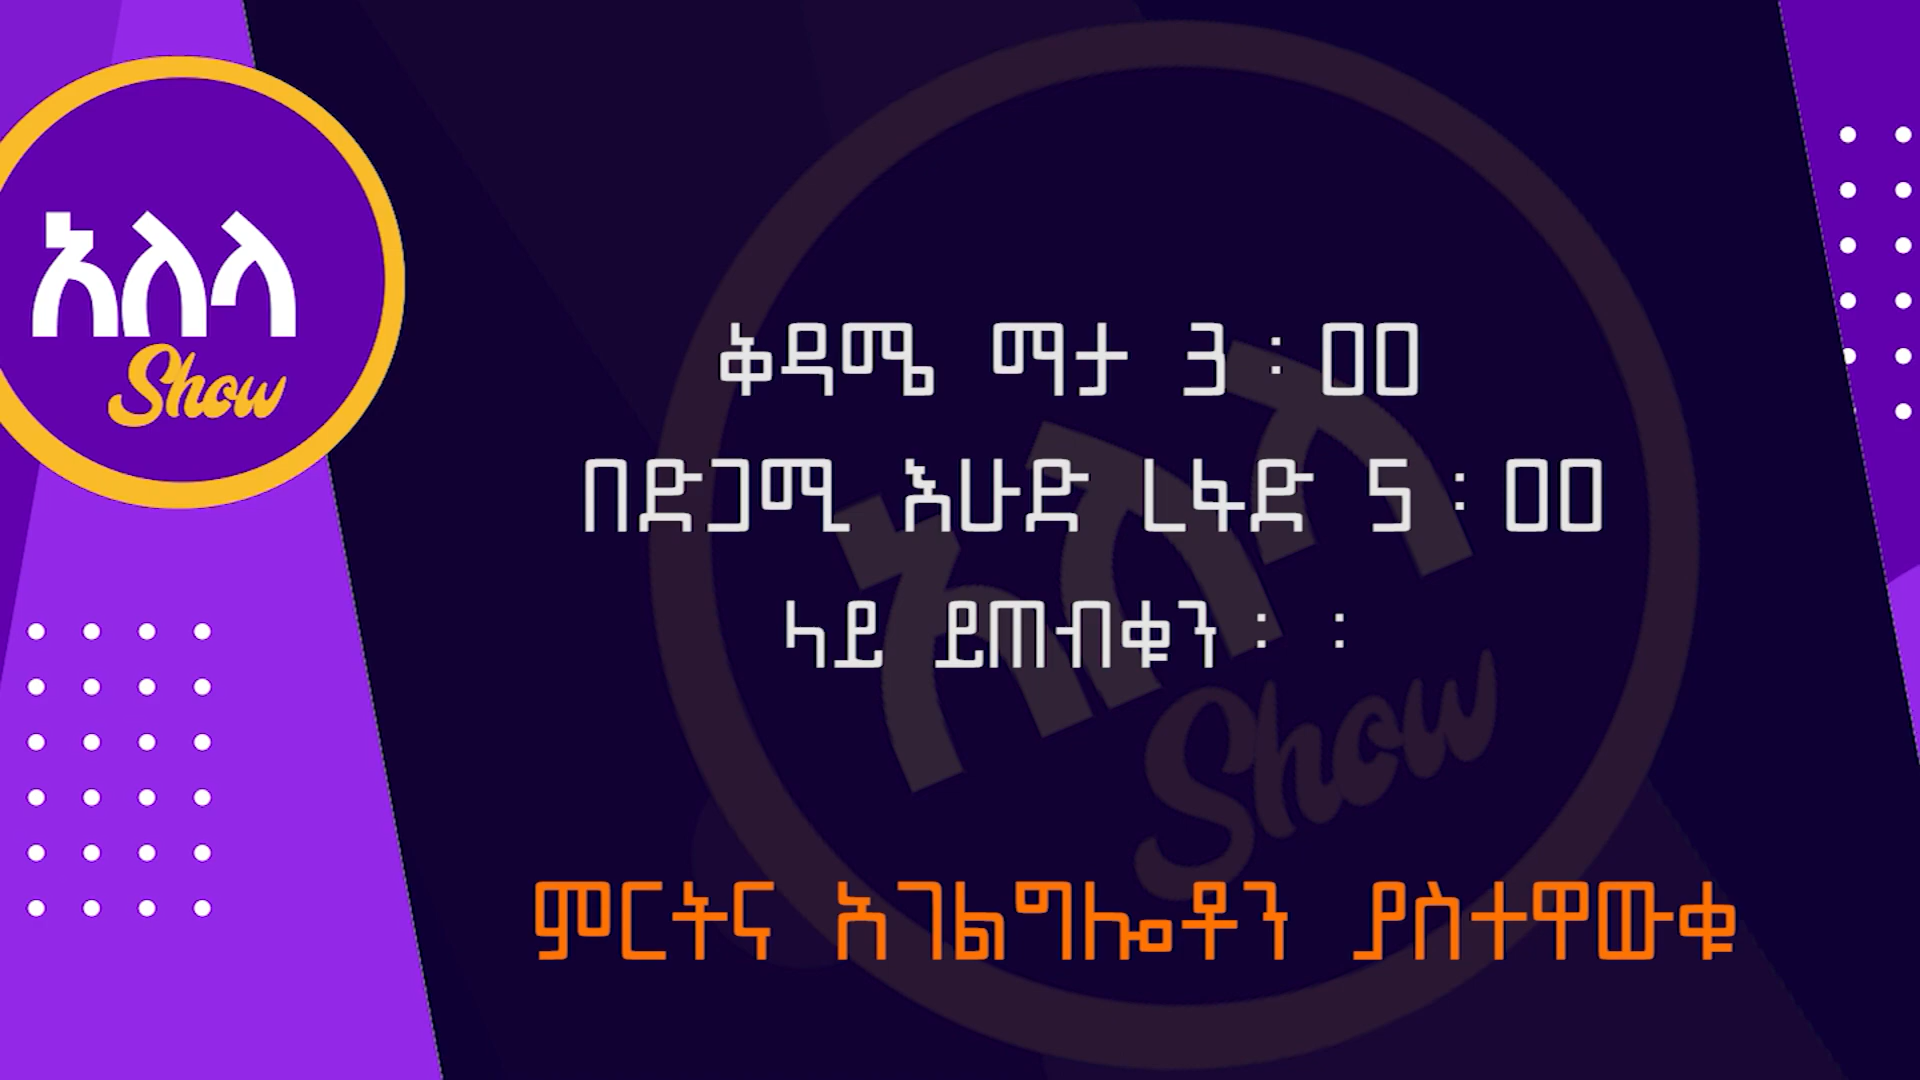 አለላ
Show
ቅዳሜ ማታ 3፡00
በድጋሚ እሁድ ረፋድ 5፡00
ላይ ይጠብቁን፡ ፡
ምርትና አገልግሎቶን ያስተዋውቁ